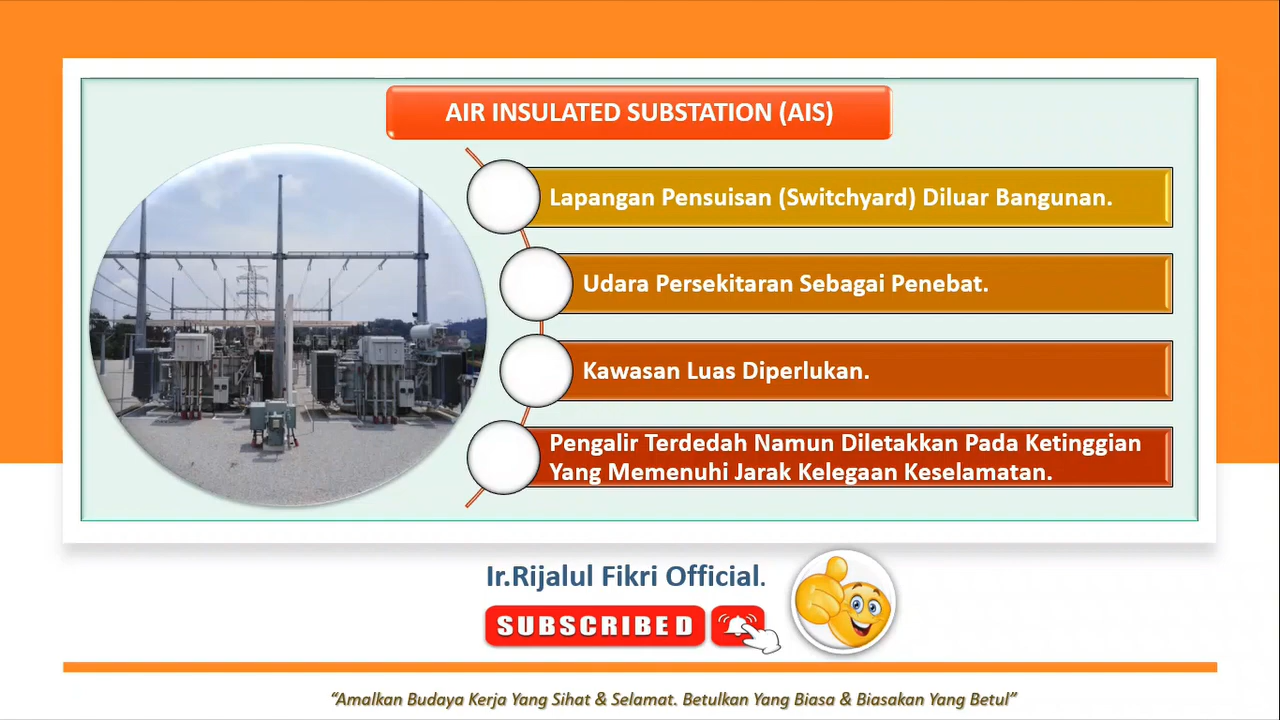 AIR INSULATED SUBSTATION (AIS)
Lapangan Pensuisan (Switchyard) Diluar Bangunan.
Udara Persekitaran Sebagai Penebat.
Kawasan Luas Diperlukan.
Pengalir Terdedah Namun Diletakkan Pada Ketinggian
Yang Memenuhi Jarak Kelegaan Keselamatan.
Ir.Rijalul Fikri Official.
SUBSCRIBED
“Amalkan Budaya Kerja Yang Sihat & Selamat. Betulkan Yang Biasa & Biasakan Yang Betul”